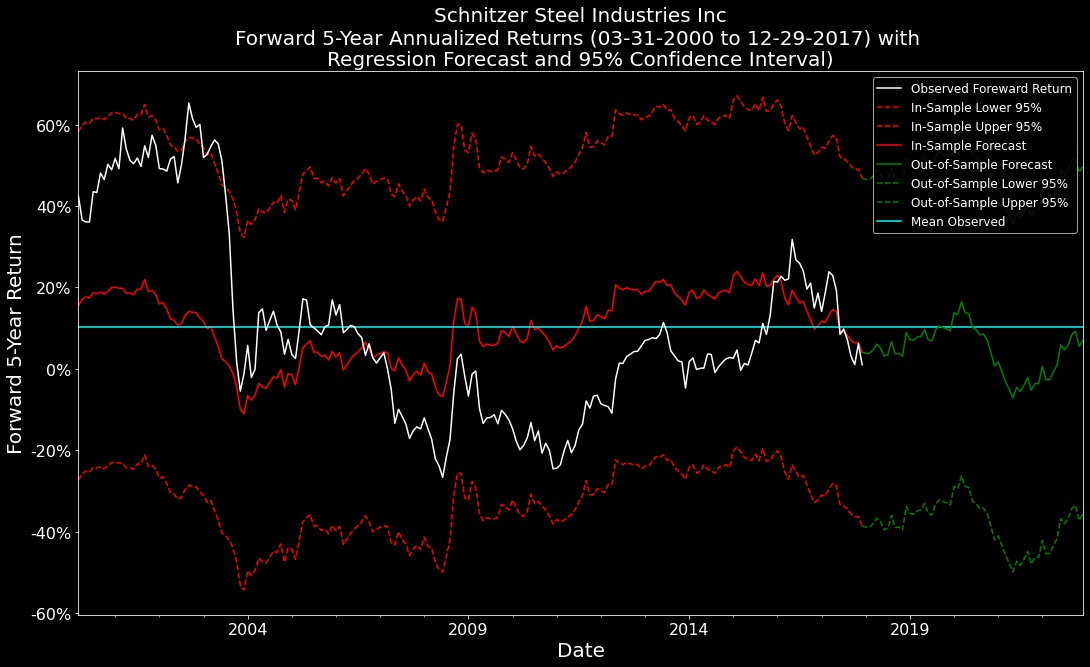 Schnitzer Steel Industries Inc
Forward 5-Year Annualized Returns (03-31-2000 to 12-29-2017) with
Regression Forecast and 95% Confidence Interval)
Observed Foreward Return
In-Sample Lower 95%
In-Sample Upper 95%
In-Sample Forecast
Out-of-Sample Forecast
Out-of-Sample Lower 95%
Out-of-Sample Upper 95%
Mean Observed
Forward 5-Year Return
60%
40%
20%
0%
-20%
-40%
-60%
2004
2009
2014
2019
Date